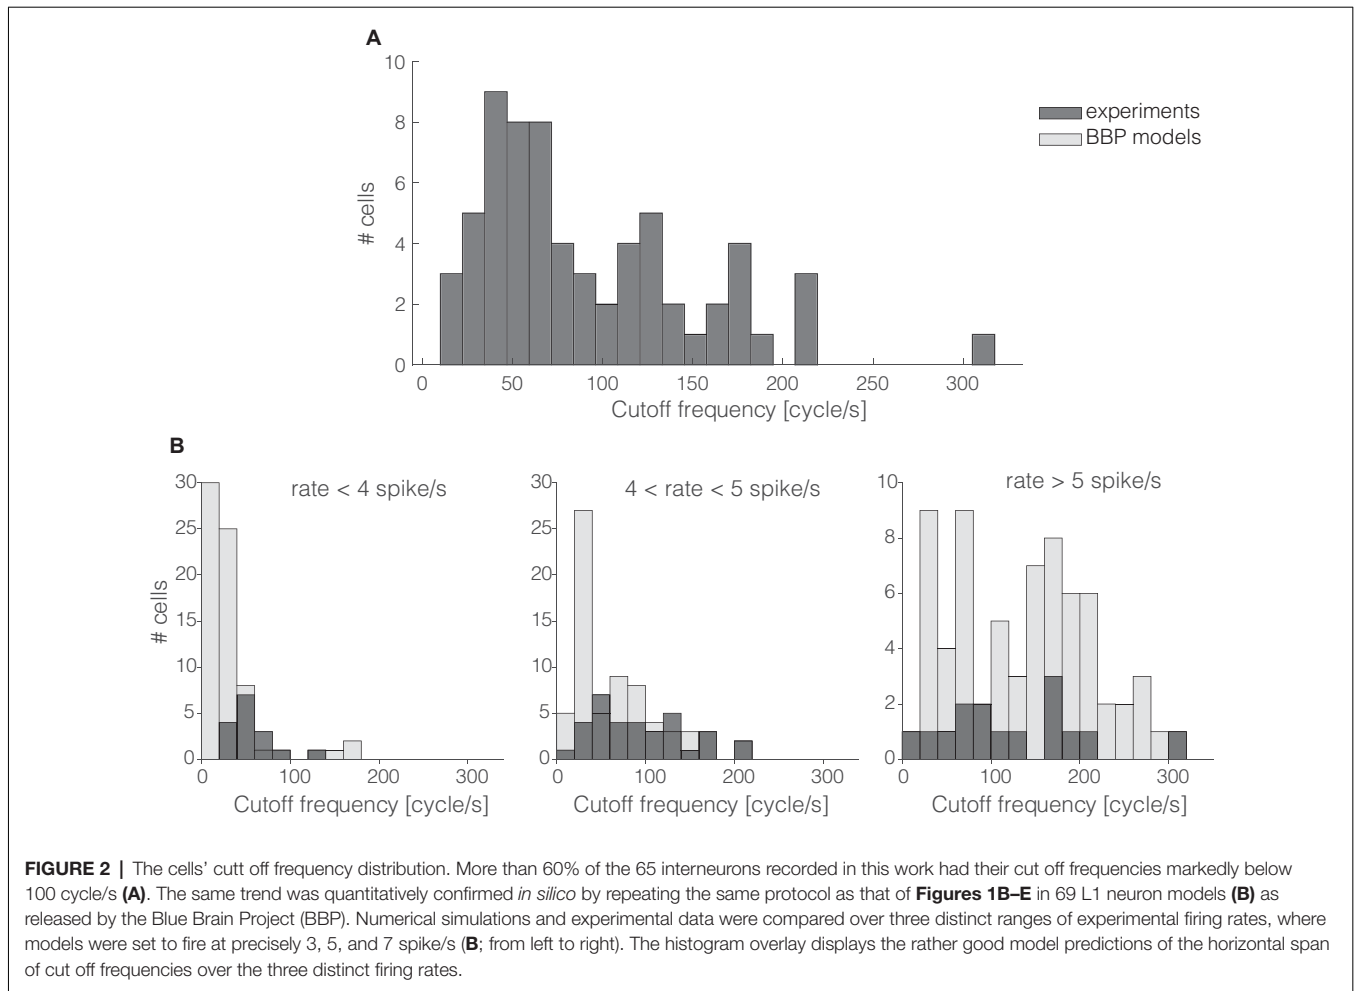 A
10
8
6
4
2
0
# cells
0 50 100 150 200 250 300
Cutoff frequency [cycle/s]
experiments
BBP models
B
rate < 4 spike/s
30
25
20
15
10
5
0
# cells
0 100 200 300
Cutoff frequency [cycle/s]
4 < rate < 5 spike/s
30
25
20
15
10
5
0
0 100 200 300
Cutoff frequency [cycle/s]
rate > 5 spike/s
10
8
6
4
2
0
0 100 200 300
Cutoff frequency [cycle/s]
FIGURE 2 | The cells' cutt off frequency distribution. More than 60% of the 65 interneurons recorded in this work had their cut off frequencies markedly below
100 cycle/s (A). The same trend was quantitatively confirmed in silico by repeating the same protocol as that of Figures 1B–E in 69 L1 neuron models (B) as
released by the Blue Brain Project (BBP). Numerical simulations and experimental data were compared over three distinct ranges of experimental firing rates, where
models were set to fire at precisely 3, 5, and 7 spike/s (B; from left to right). The histogram overlay displays the rather good model predictions of the horizontal span
of cut off frequencies over the three distinct firing rates.